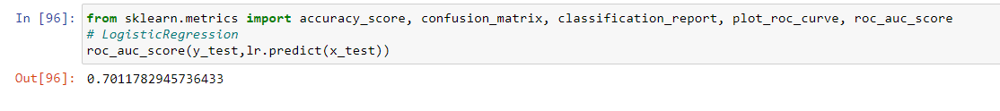 In [96]: from sklearn.metrics import accuracy_score, confusion_matrix, classification_report, plot_roc_curve, roc_auc_score
# LogisticRegression
roc_auc_score(y_test,lr.predict(x_test))
Out[96]: 0.7011782945736433